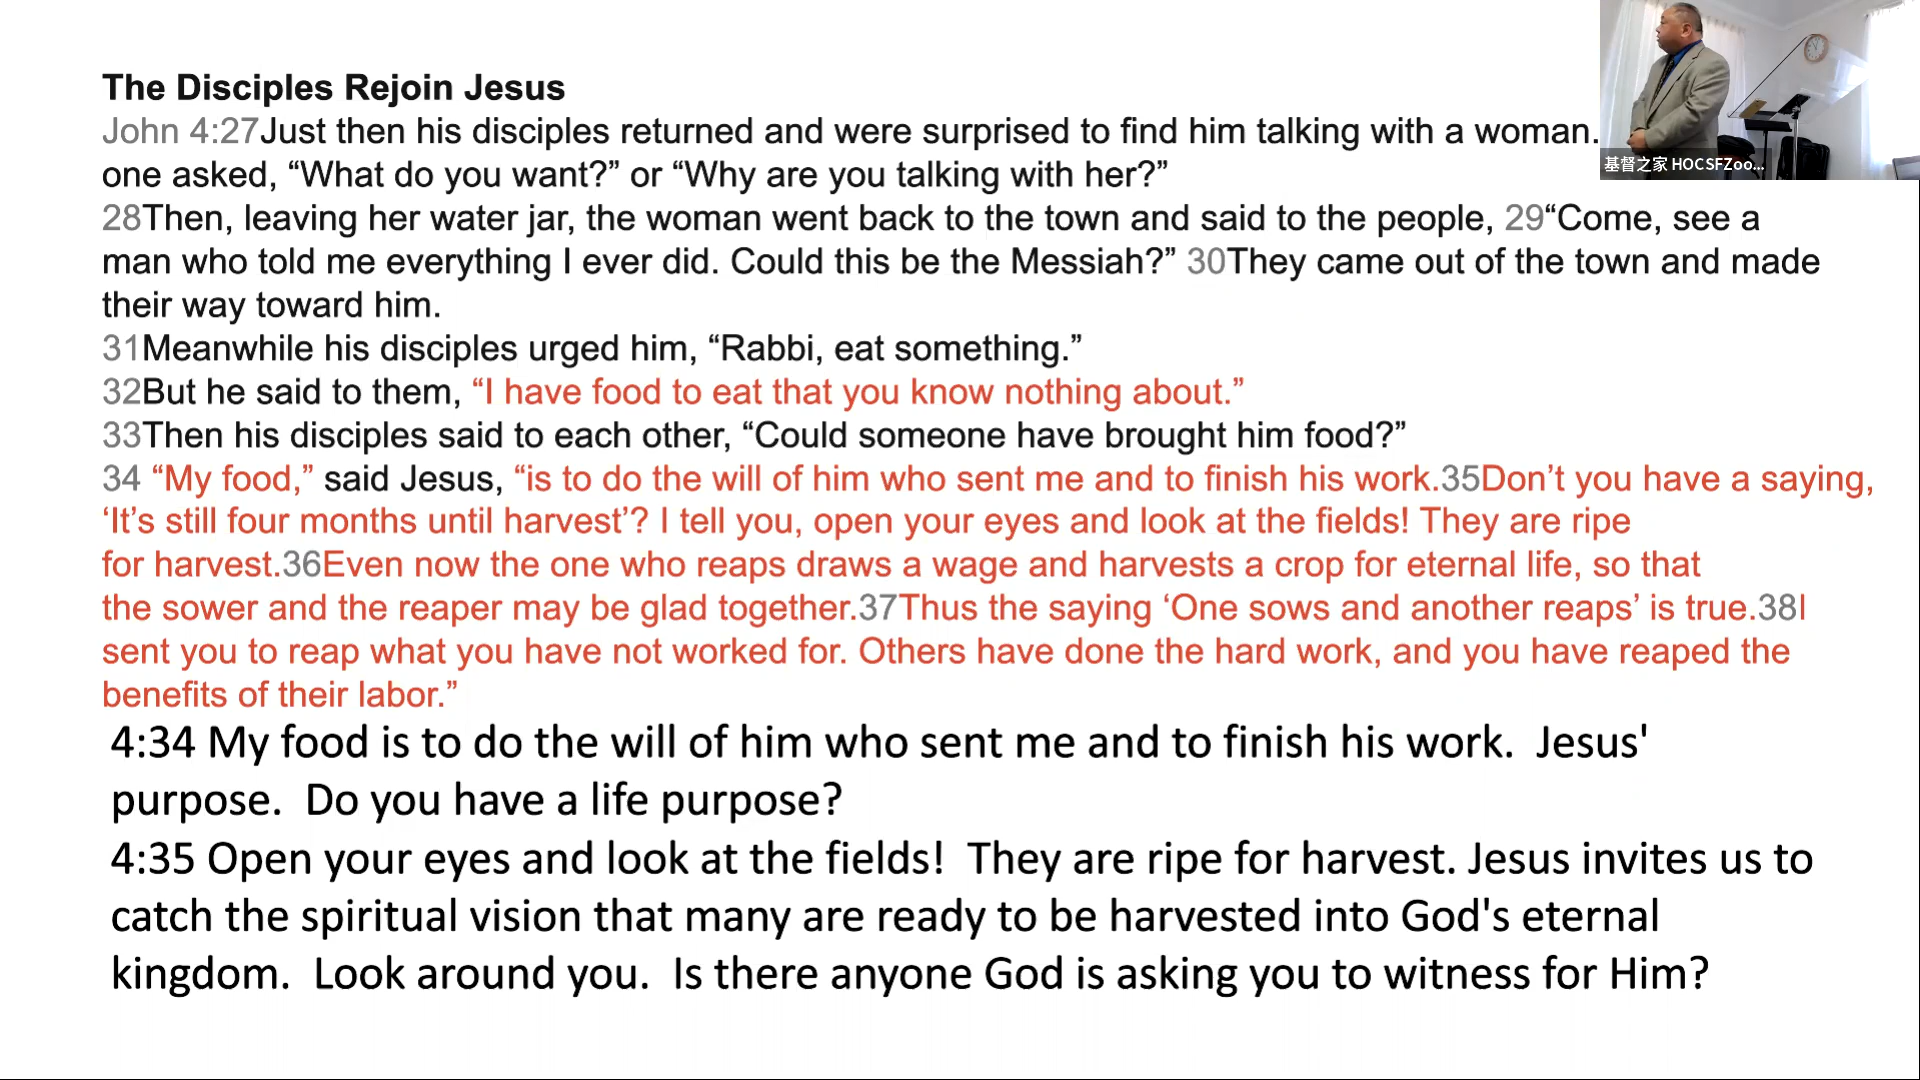 The Disciples Rejoin Jesus
John 4:27Just then his disciples returned and were surprised to find him talking with a woman.
one asked, “What do you want?” or “Why are you talking with her?”
28Then, leaving her water jar, the woman went back to the town and said to the people, 29“Come, see a
man who told me everything I ever did. Could this be the Messiah?” 30They came out of the town and made
their way toward him.
31Meanwhile his disciples urged him, “Rabbi, eat something.”
32But he said to them, “I have food to eat that you know nothing about.”
33Then his disciples said to each other, “Could someone have brought him food?”
34 “My food,” said Jesus, “is to do the will of him who sent me and to finish his work.35Don’t you have a saying,
‘It’s still four months until harvest’? I tell you, open your eyes and look at the fields! They are ripe
for harvest.36Even now the one who reaps draws a wage and harvests a crop for eternal life, so that
the sower and the reaper may be glad together.37Thus the saying ‘One sows and another reaps’ is true.38I
sent you to reap what you have not worked for. Others have done the hard work, and you have reaped the
benefits of their labor.”
4:34 My food is to do the will of him who sent me and to finish his work.  Jesus'
purpose.  Do you have a life purpose?
4:35 Open your eyes and look at the fields!  They are ripe for harvest. Jesus invites us to
catch the spiritual vision that many are ready to be harvested into God's eternal
kingdom.  Look around you.  Is there anyone God is asking you to witness for Him?
基督之家 HOCSFZoo...